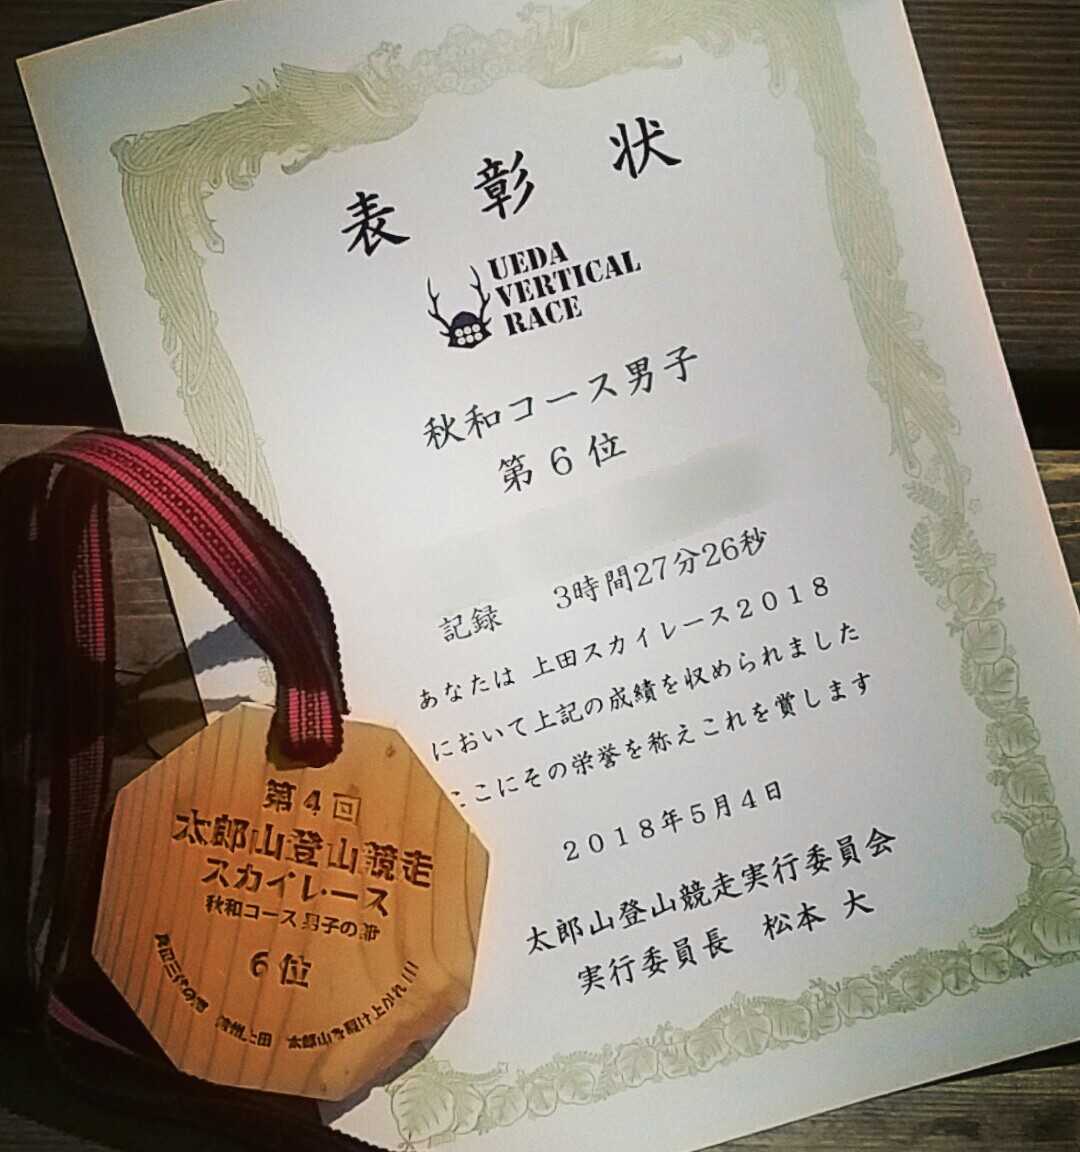 表彰状
UEDA
VERTICAL
RACE
秋和コース男子
第6位
記録 3時間27分26秒
あなたは 上田スカイレース2018
において上記の成績を収められました
ここにその栄誉を称えこれを賞します
2018年5月4日
太郎山登山競走実行委員会
実行委員長 松本 大
第4回
太郎山登山競走
スカイレース
秋和コース 男子の部
6位
真田三代の郷 信州上田 太郎山を駆け上がれ!!!